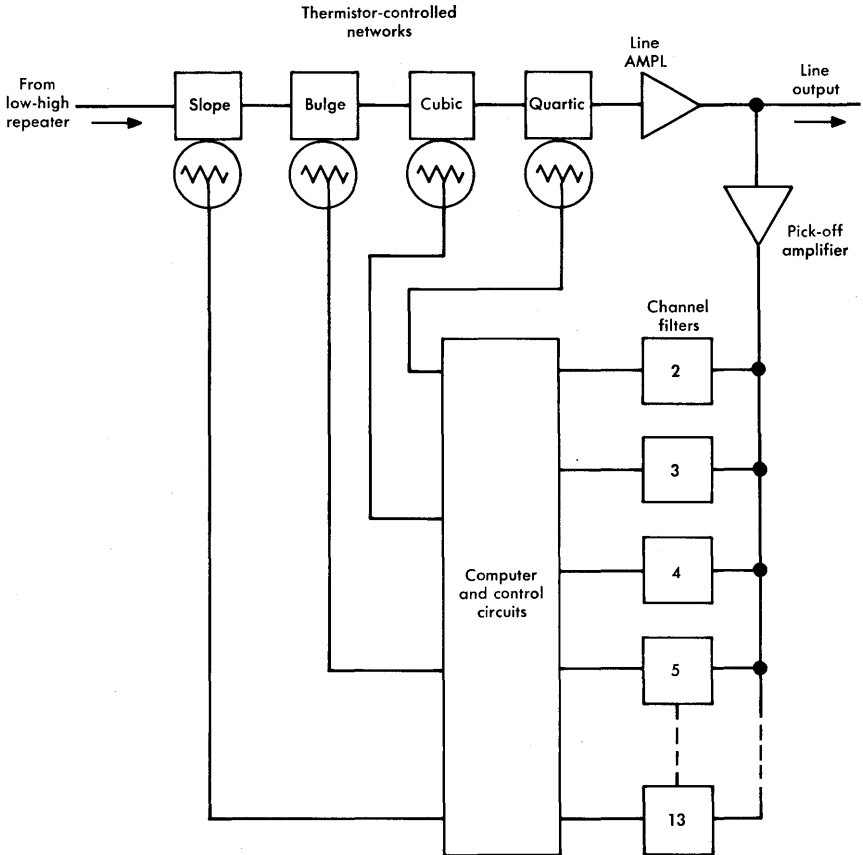 Thermistor-controlled
networks
From
low-high
repeater
Slope
Bulge
Cubic
Quartic
Line
AMPL
Line
output
Pick-off
amplifier
Channel
filters
2
3
4
5
13
Computer
and control
circuits